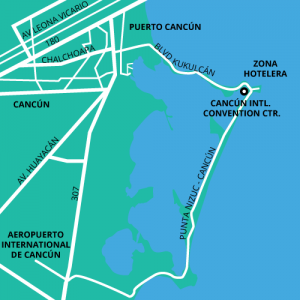 AV. LEONA VICARIO
PUERTO CANCÚN
180
CHALCHOAPA
BLVD KUKULCÁN
ZONA
HOTELERA
CANCÚN
CANCÚN INTL.
CONVENTION CTR.
AV. HUAYACÁN
307
PUNTA NIZUC - CANCÚN
AEROPUERTO
INTERNATIONAL
DE CANCÚN